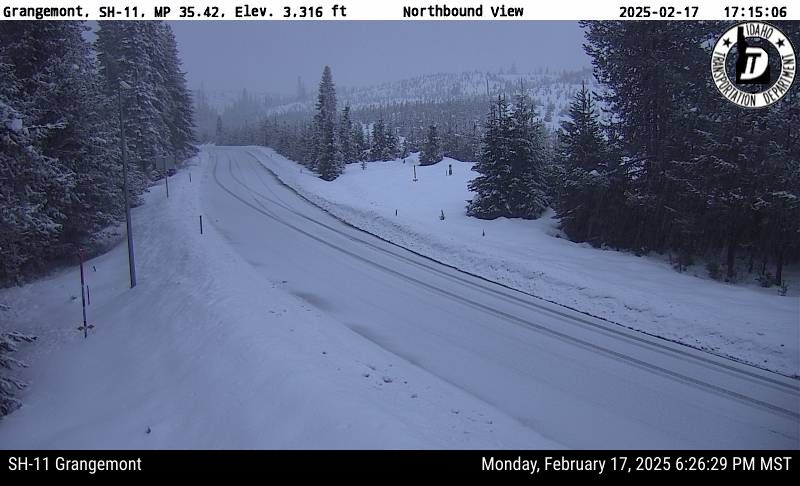 Grangemont, SH-11, MP 35.42, Elev. 3,316 ft Northbound View 2025-02-17 17:15:06
IDAHO
TRANSPORTATION DEPARTMENT
SH-11 Grangemont Monday, February 17, 2025 6:26:29 PM MST